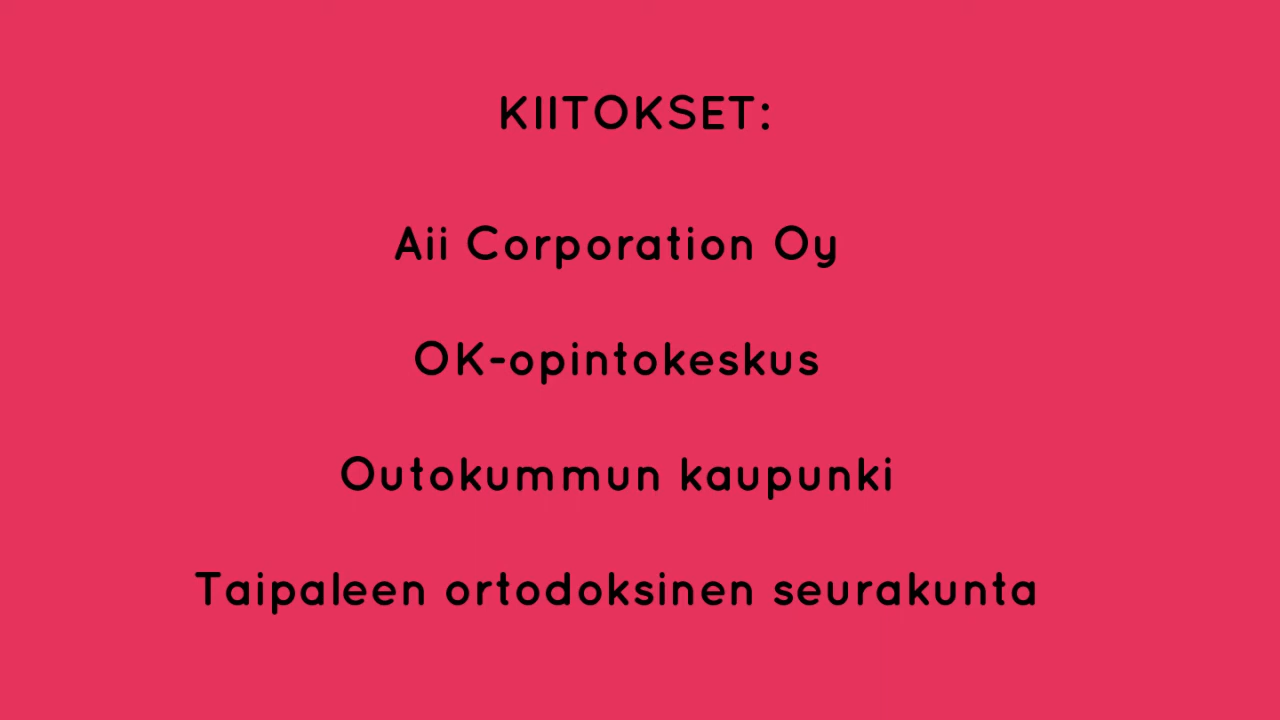 KIITOKSET:
Aii Corporation Oy
OK-opintokeskus
Outokummun kaupunki
Taipaleen ortodoksinen seurakunta